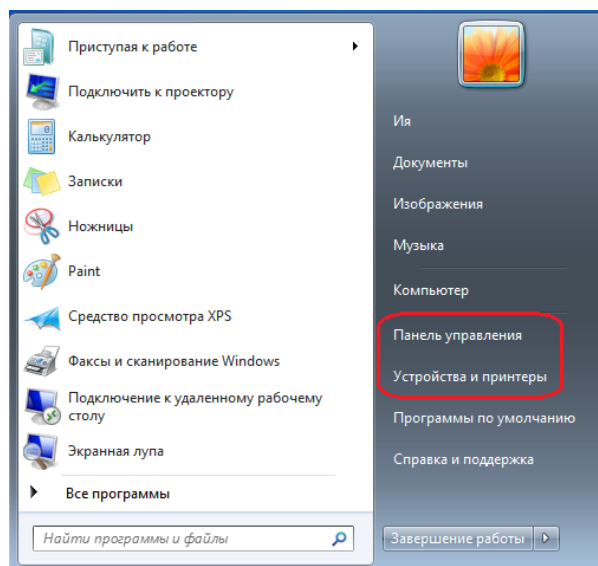 Приступая к работе
Подключить к проектору
Калькулятор
Записки
Ножницы
Paint
Средство просмотра XPS
Факсы и сканирование Windows
Подключение к удаленному рабочему
столу
Экранная лупа
Все программы
Найти программы и файлы
Ия
Документы
Изображения
Музыка
Компьютер
Панель управления
Устройства и принтеры
Программы по умолчанию
Справка и поддержка
Завершение работы